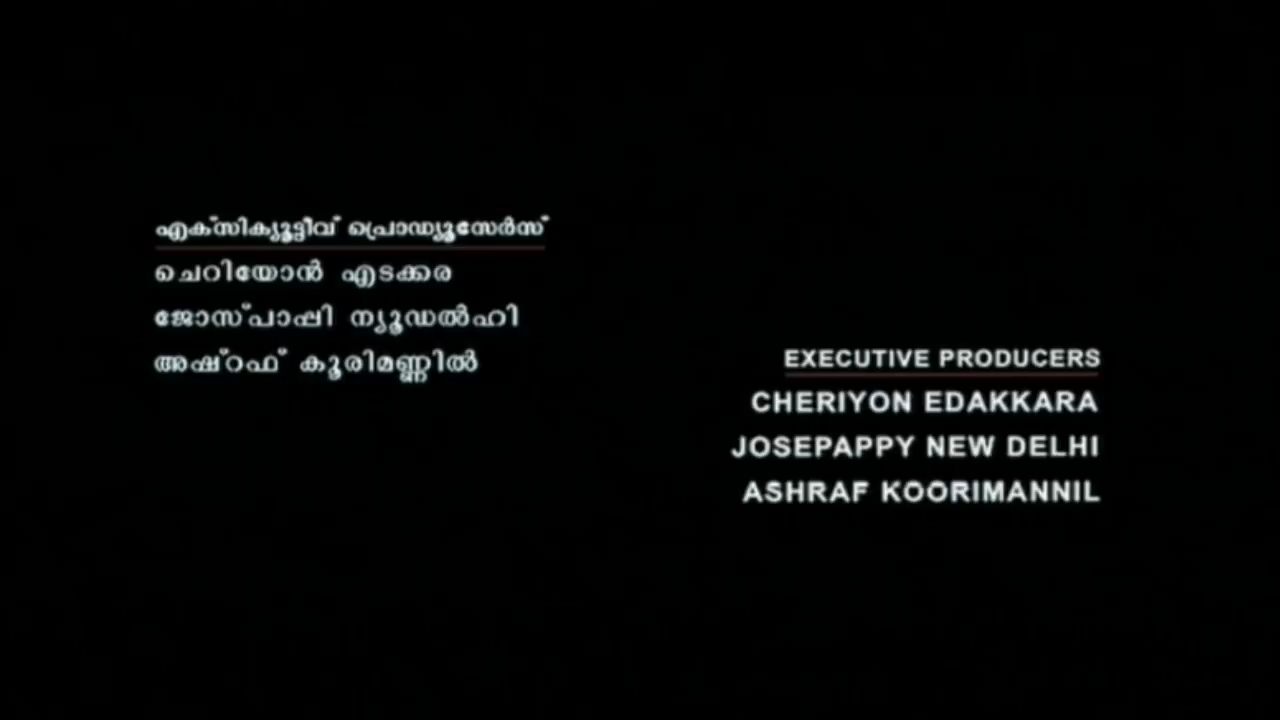 എക്സിക്യൂട്ടീവ് പ്രൊഡ്യൂസേർസ്
ചെറിയോൻ എടക്കര
ജോസ്പാപ്പി ന്യൂഡൽഹി
അഷ്റഫ് കൂരിമണ്ണിൽ
EXECUTIVE PRODUCERS
CHERIYON EDAKKARA
JOSEPAPPY NEW DELHI
ASHRAF KOORIMANNIL